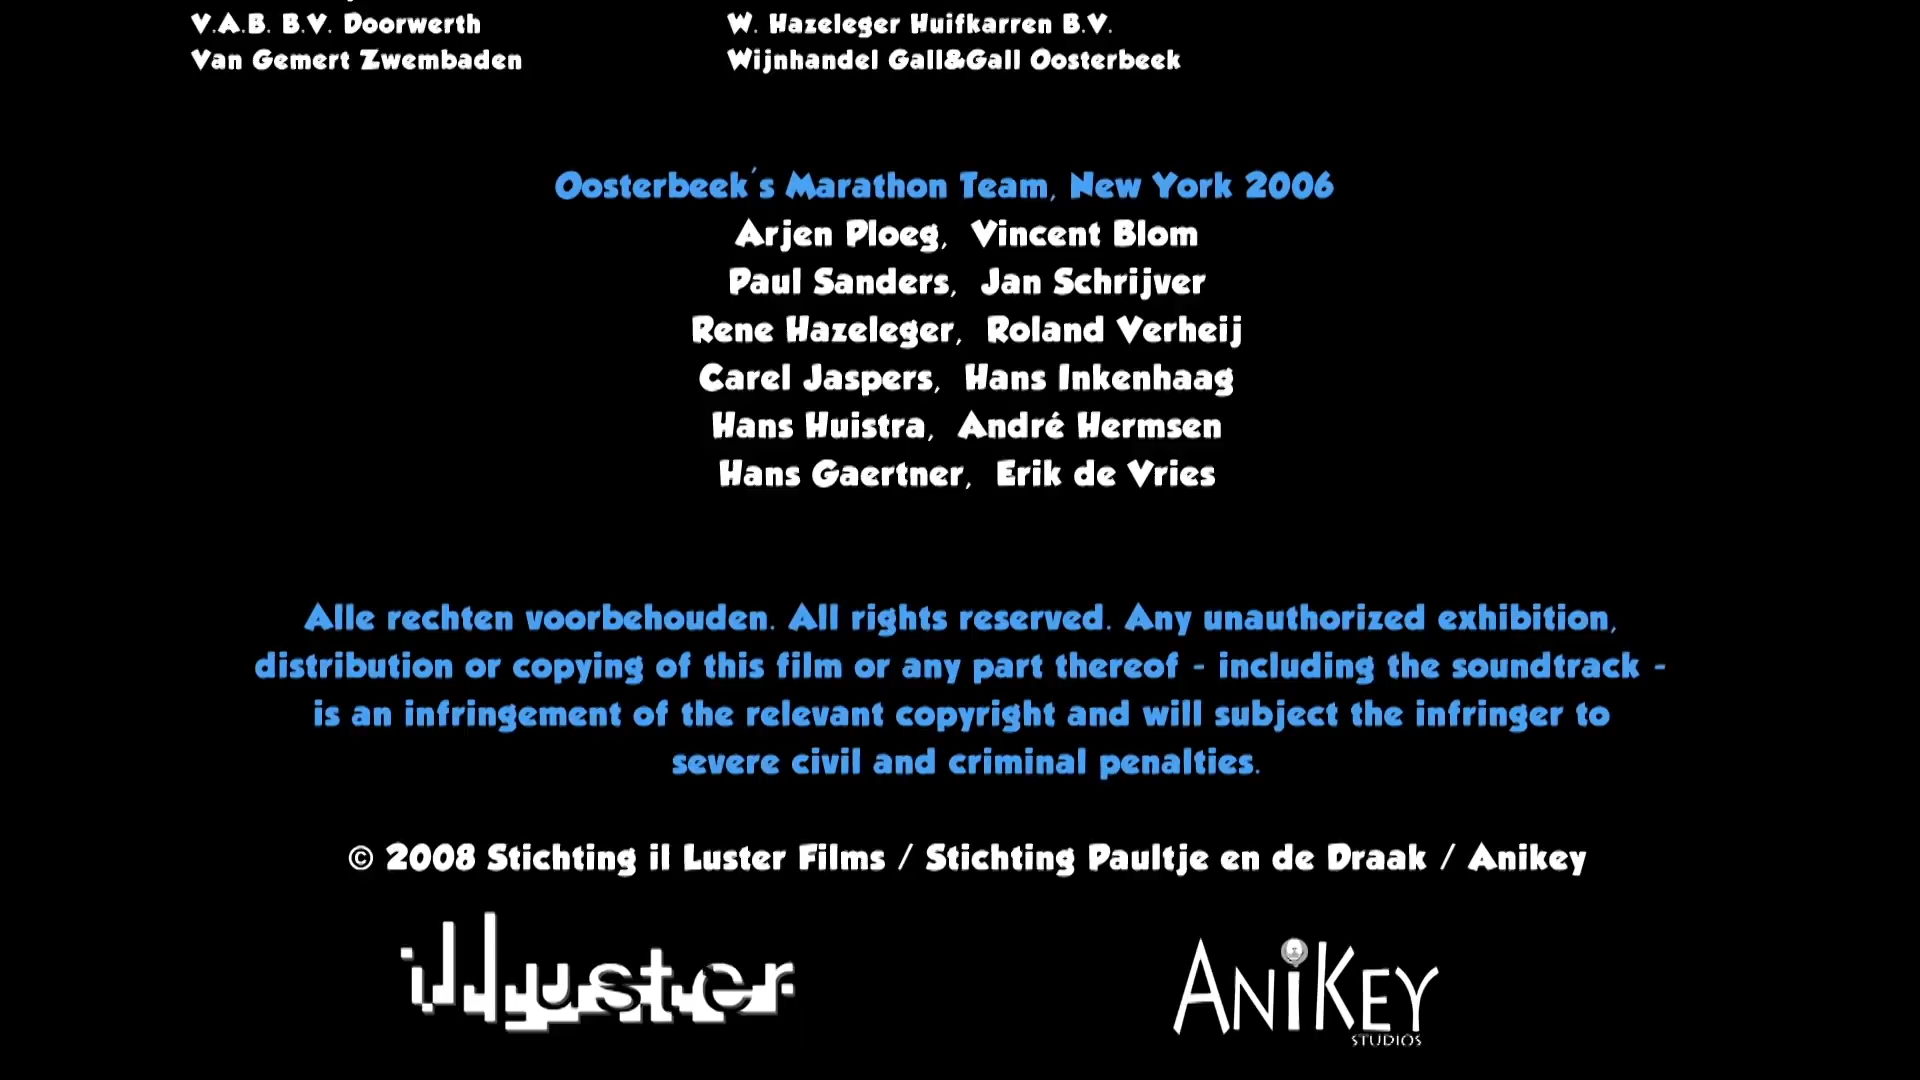 V.A.B. B.V. Doorwerth
W. Hazeleger Huifkarren B.V.
Van Gemert Zwembaden
Wijnhandel Gall&Gall Oosterbeek
Oosterbeek's Marathon Team, New York 2006
Arjen Ploeg, Vincent Blom
Paul Sanders, Jan Schrijver
Rene Hazeleger, Roland Verheij
Carel Jaspers, Hans Inkenhaag
Hans Huistra, André Hermsen
Hans Gaertner, Erik de Vries
Alle rechten voorbehouden. All rights reserved. Any unauthorized exhibition,
distribution or copying of this film or any part thereof - including the soundtrack -
is an infringement of the relevant copyright and will subject the infringer to
severe civil and criminal penalties.
© 2008 Stichting il Luster Films / Stichting Paultje en de Draak / Anikey
il luster
ANiKEY
STUDIOS